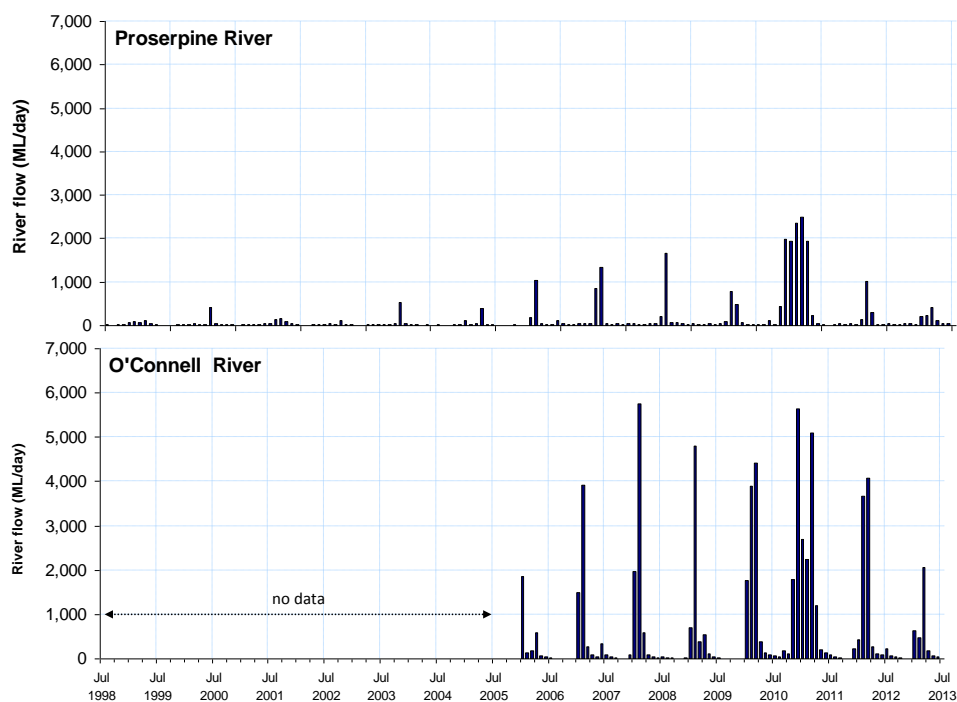 Proserpine River
7,000
6,000
5,000
4,000
3,000
2,000
1,000
0
River flow (ML/day)
O'Connell River
7,000
6,000
5,000
4,000
3,000
2,000
1,000
0
River flow (ML/day)
no data
Jul Jul Jul Jul Jul Jul Jul Jul Jul Jul Jul Jul Jul Jul Jul Jul
1998 1999 2000 2001 2002 2003 2004 2005 2006 2007 2008 2009 2010 2011 2012 2013